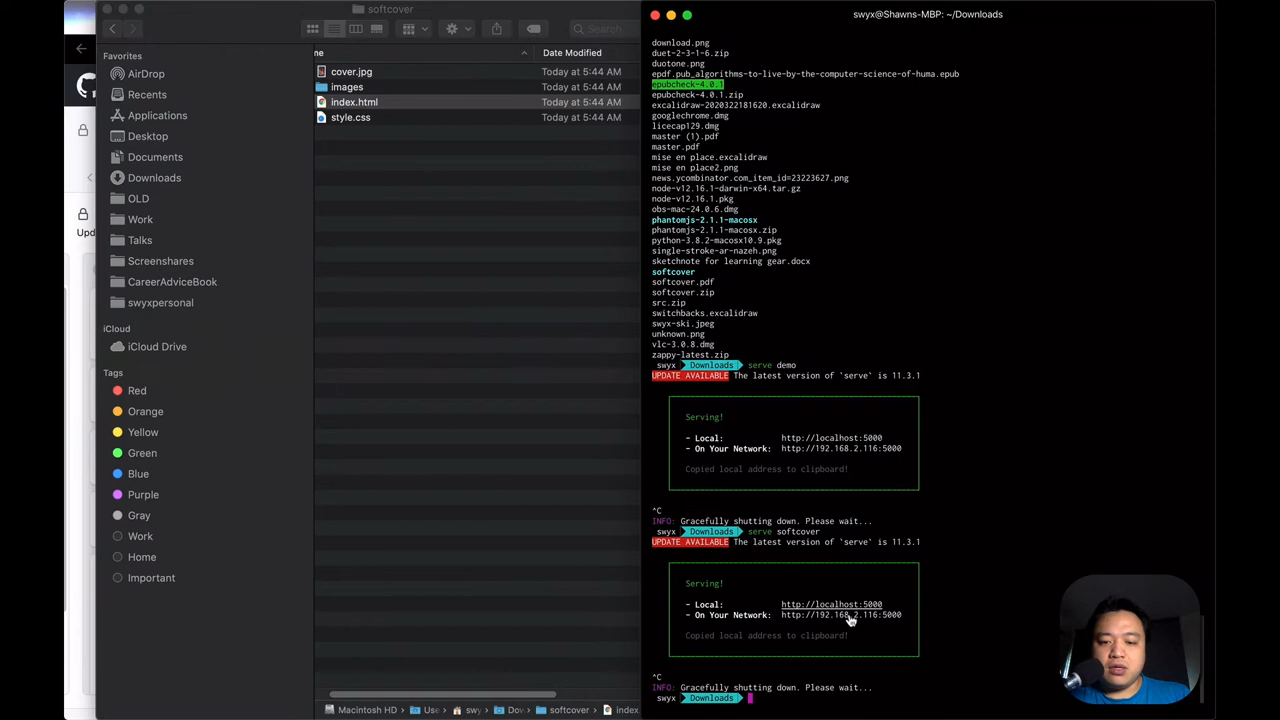 softcover
Search
Favorites
AirDrop
Recents
Applications
Desktop
Documents
Downloads
OLD
Work
Talks
Screenshares
CareerAdviceBook
swyxpersonal
iCloud
iCloud Drive
Tags
Red
Orange
Yellow
Green
Blue
Purple
Gray
Work
Home
Important
Upd
me
Date Modified
cover.jpg
Today at 5:44 AM
images
Today at 5:44 AM
index.html
Today at 5:44 AM
style.css
Today at 5:44 AM
Macintosh HD
Use
swy
Dov
softcover
index.
swyx@Shawns-MBP: ~/Downloads
download.png
duet-2-3-1-6.zip
duotone.png
epdf.pub_algorithms-to-live-by-the-computer-science-of-huma.epub
epubcheck-4.0.1
epubcheck-4.0.1.zip
excalidraw-2020322181620.excalidraw
googlechrome.dmg
licecap129.dmg
master (1).pdf
master.pdf
mise en place.excalidraw
mise en place2.png
news.ycombinator.com_item_id=23223627.png
node-v12.16.1-darwin-x64.tar.gz
node-v12.16.1.pkg
obs-mac-24.0.6.dmg
phantomjs-2.1.1-macosx
phantomjs-2.1.1-macosx.zip
python-3.8.2-macosx10.9.pkg
single-stroke-ar-nazeh.png
sketchnote for learning gear.docx
softcover
softcover.pdf
softcover.zip
src.zip
switchbacks.excalidraw
swyx-ski.jpeg
unknown.png
vlc-3.0.8.dmg
zappy-latest.zip
swyx Downloads serve demo
UPDATE AVAILABLE The latest version of `serve` is 11.3.1
Serving!
- Local: http://localhost:5000
- On Your Network: http://192.168.2.116:5000
Copied local address to clipboard!
^C
INFO: Gracefully shutting down. Please wait...
swyx Downloads serve softcover
UPDATE AVAILABLE The latest version of `serve` is 11.3.1
Serving!
- Local: http://localhost:5000
- On Your Network: http://192.168.2.116:5000
Copied local address to clipboard!
^C
INFO: Gracefully shutting down. Please wait...
swyx Downloads